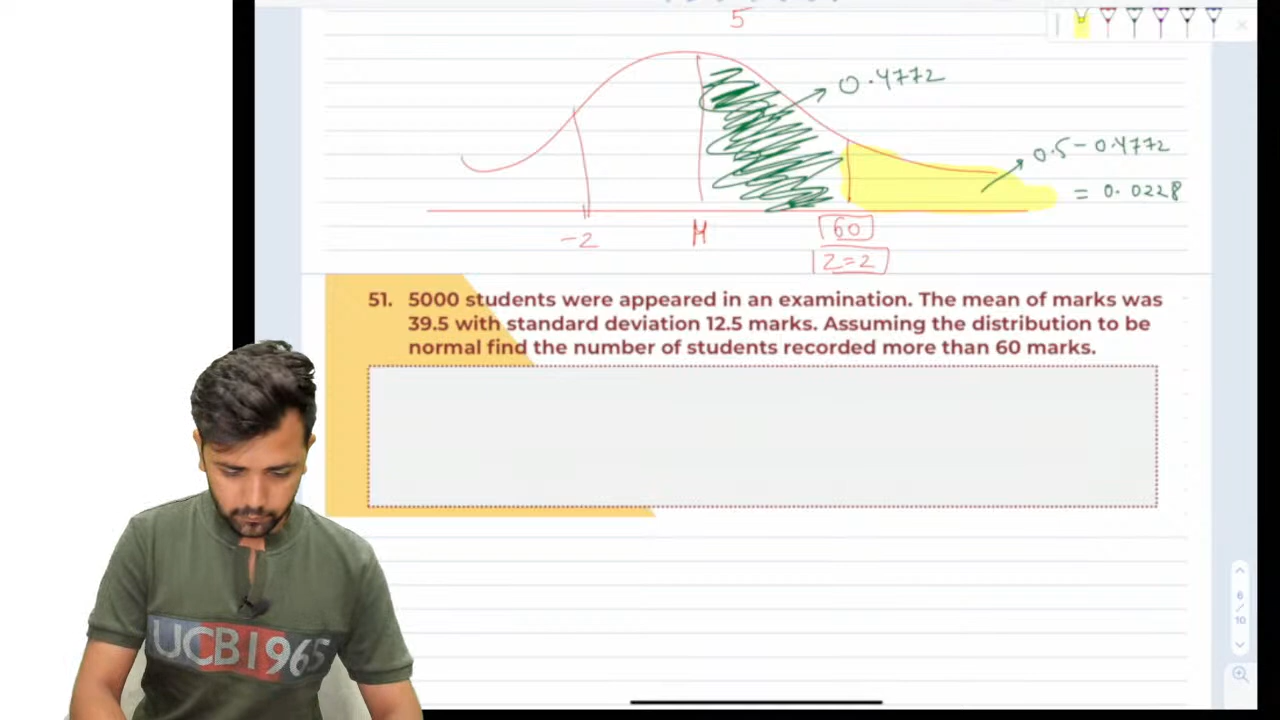 5
0.4772
0.5-0.4772
= 0.0228
-2
M
60
Z=2
51. 5000 students were appeared in an examination. The mean of marks was
39.5 with standard deviation 12.5 marks. Assuming the distribution to be
normal find the number of students recorded more than 60 marks.
UCB1965
6
/
10